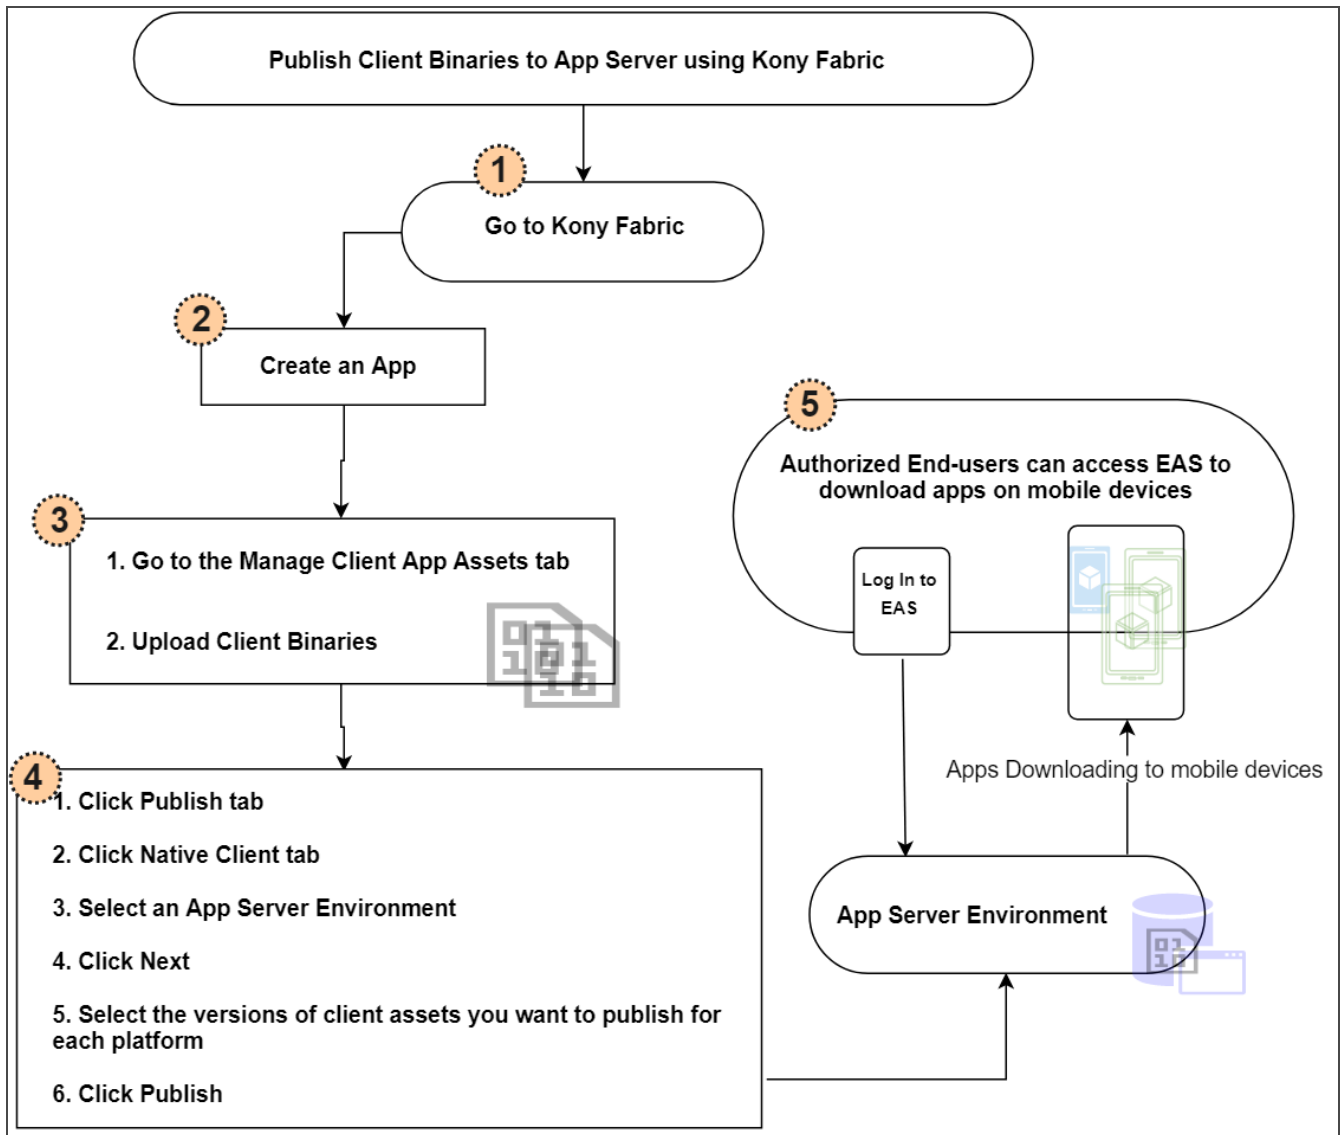 Publish Client Binaries to App Server using Kony Fabric
1
Go to Kony Fabric
2
Create an App
3
1. Go to the Manage Client App Assets tab
2. Upload Client Binaries
4
1. Click Publish tab
2. Click Native Client tab
3. Select an App Server Environment
4. Click Next
5. Select the versions of client assets you want to publish for
each platform
6. Click Publish
5
Authorized End-users can access EAS to
download apps on mobile devices
Log In to
EAS
Apps Downloading to mobile devices
App Server Environment